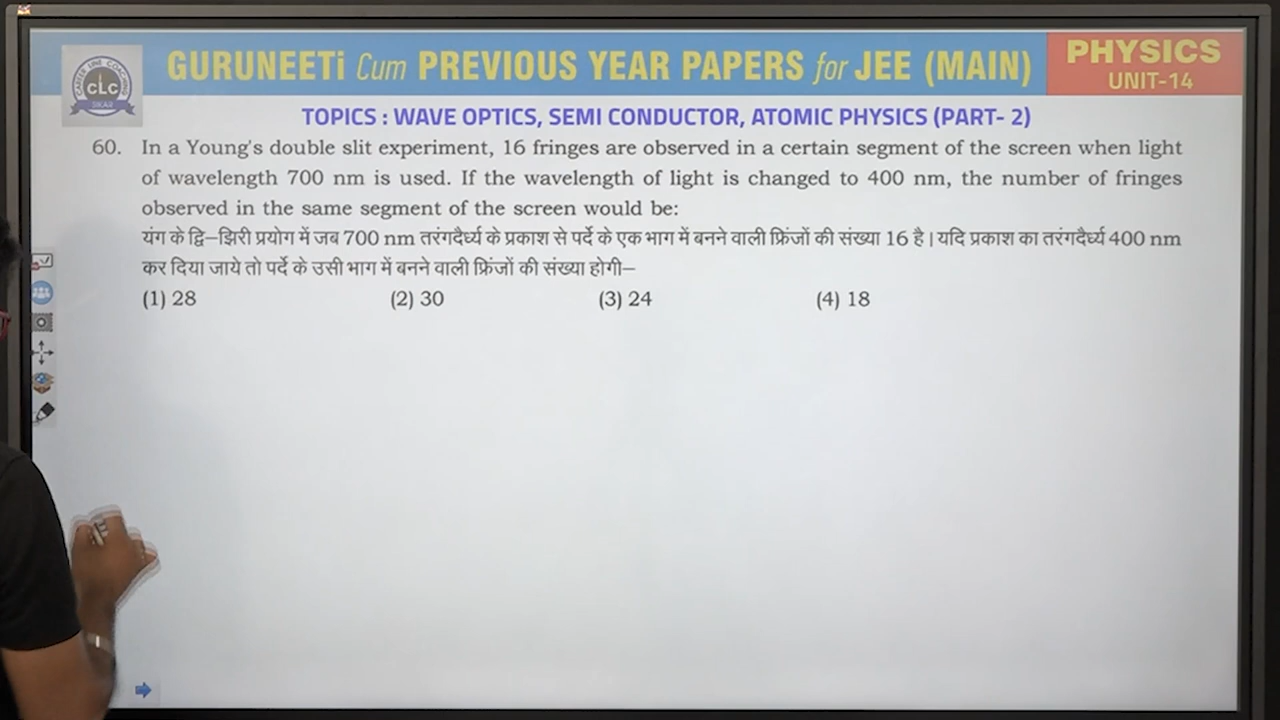 GURUNEETi Cum PREVIOUS YEAR PAPERS for JEE (MAIN)
PHYSICS
UNIT-14
CLC
SIKAR
TOPICS : WAVE OPTICS, SEMI CONDUCTOR, ATOMIC PHYSICS (PART- 2)
60. In a Young's double slit experiment, 16 fringes are observed in a certain segment of the screen when light
of wavelength 700 nm is used. If the wavelength of light is changed to 400 nm, the number of fringes
observed in the same segment of the screen would be:
यंग के द्वि–झिरी प्रयोग में जब 700 nm तरंगदैर्ध्य के प्रकाश से पर्दे के एक भाग में बनने वाली फ्रिंजों की संख्या 16 है। यदि प्रकाश का तरंगदैर्ध्य 400 nm
कर दिया जाये तो पर्दे के उसी भाग में बनने वाली फ्रिंजों की संख्या होगी–
(1) 28 (2) 30 (3) 24 (4) 18